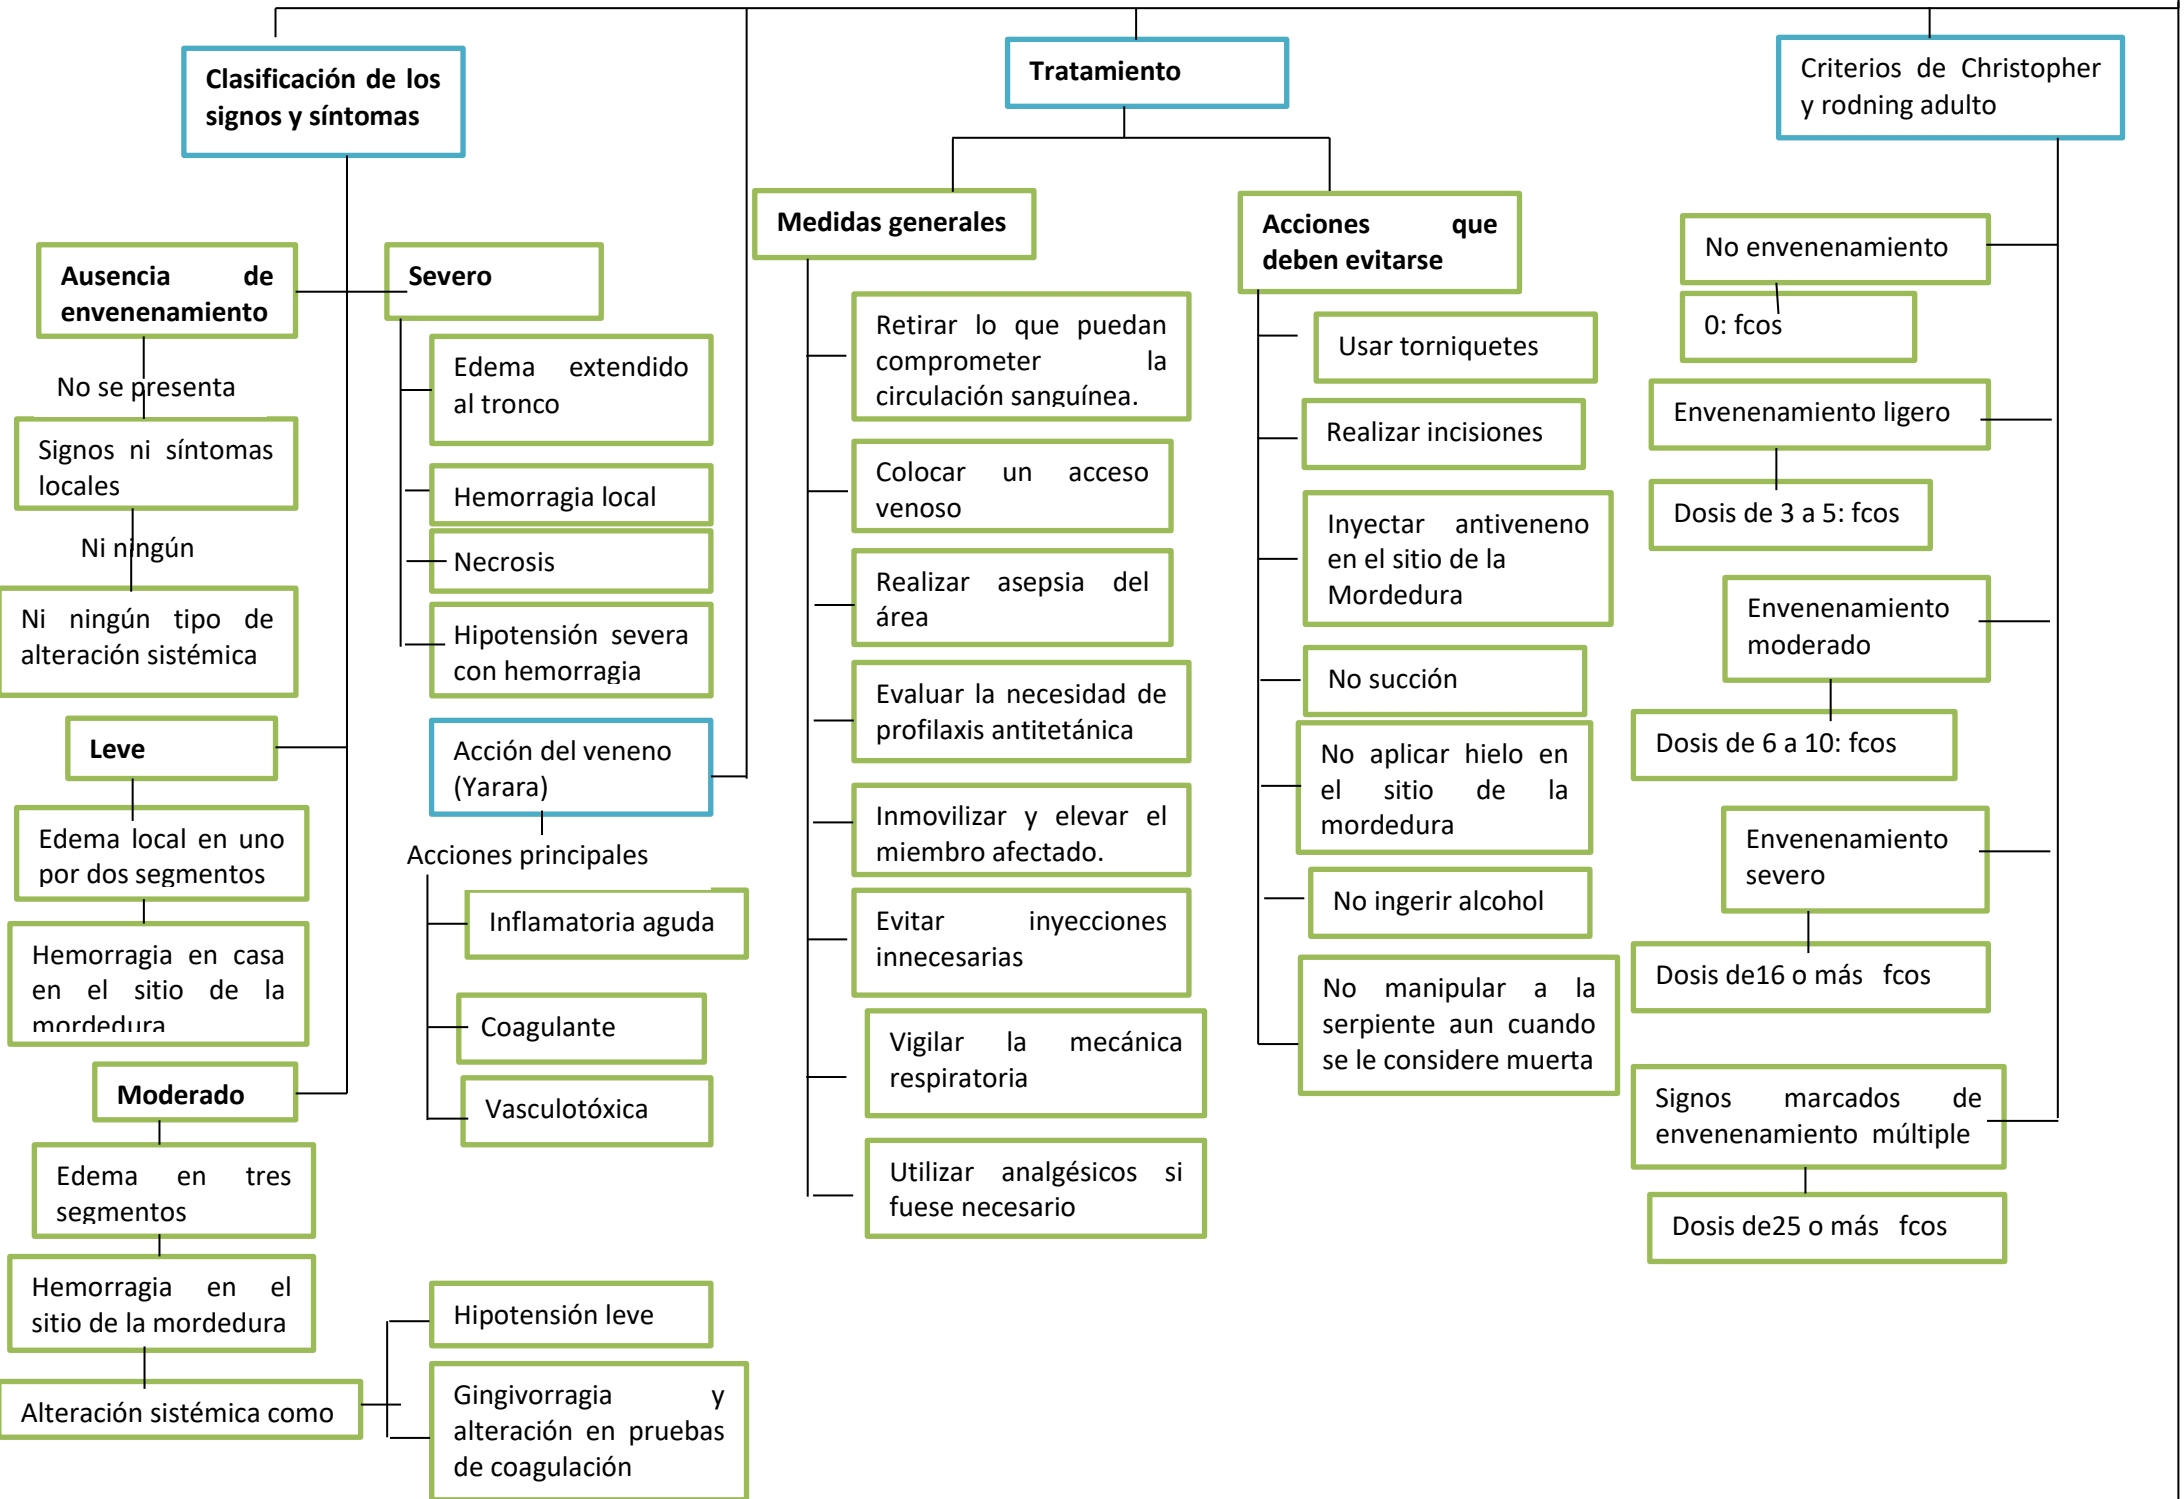 Clasificación de los
signos y síntomas
Ausencia de
envenenamiento
No se presenta
Signos ni síntomas
locales
Ni ningún
Ni ningún tipo de
alteración sistémica
Leve
Edema local en uno
por dos segmentos
Hemorragia en casa
en el sitio de la
mordedura
Moderado
Edema en tres
segmentos
Hemorragia en el
sitio de la mordedura
Alteración sistémica como
Hipotensión leve
Gingivorragia y
alteración en pruebas
de coagulación
Severo
Edema extendido
al tronco
Hemorragia local
Necrosis
Hipotensión severa
con hemorragia
Acción del veneno
(Yarara)
Acciones principales
Inflamatoria aguda
Coagulante
Vasculotóxica
Tratamiento
Medidas generales
Retirar lo que puedan
comprometer la
circulación sanguínea.
Colocar un acceso
venoso
Realizar asepsia del
área
Evaluar la necesidad de
profilaxis antitetánica
Inmovilizar y elevar el
miembro afectado.
Evitar inyecciones
innecesarias
Vigilar la mecánica
respiratoria
Utilizar analgésicos si
fuese necesario
Acciones que
deben evitarse
Usar torniquetes
Realizar incisiones
Inyectar antiveneno
en el sitio de la
Mordedura
No succión
No aplicar hielo en
el sitio de la
mordedura
No ingerir alcohol
No manipular a la
serpiente aun cuando
se le considere muerta
Criterios de Christopher
y rodning adulto
No envenenamiento
0: fcos
Envenenamiento ligero
Dosis de 3 a 5: fcos
Envenenamiento
moderado
Dosis de 6 a 10: fcos
Envenenamiento
severo
Dosis de16 o más fcos
Signos marcados de
envenenamiento múltiple
Dosis de25 o más fcos